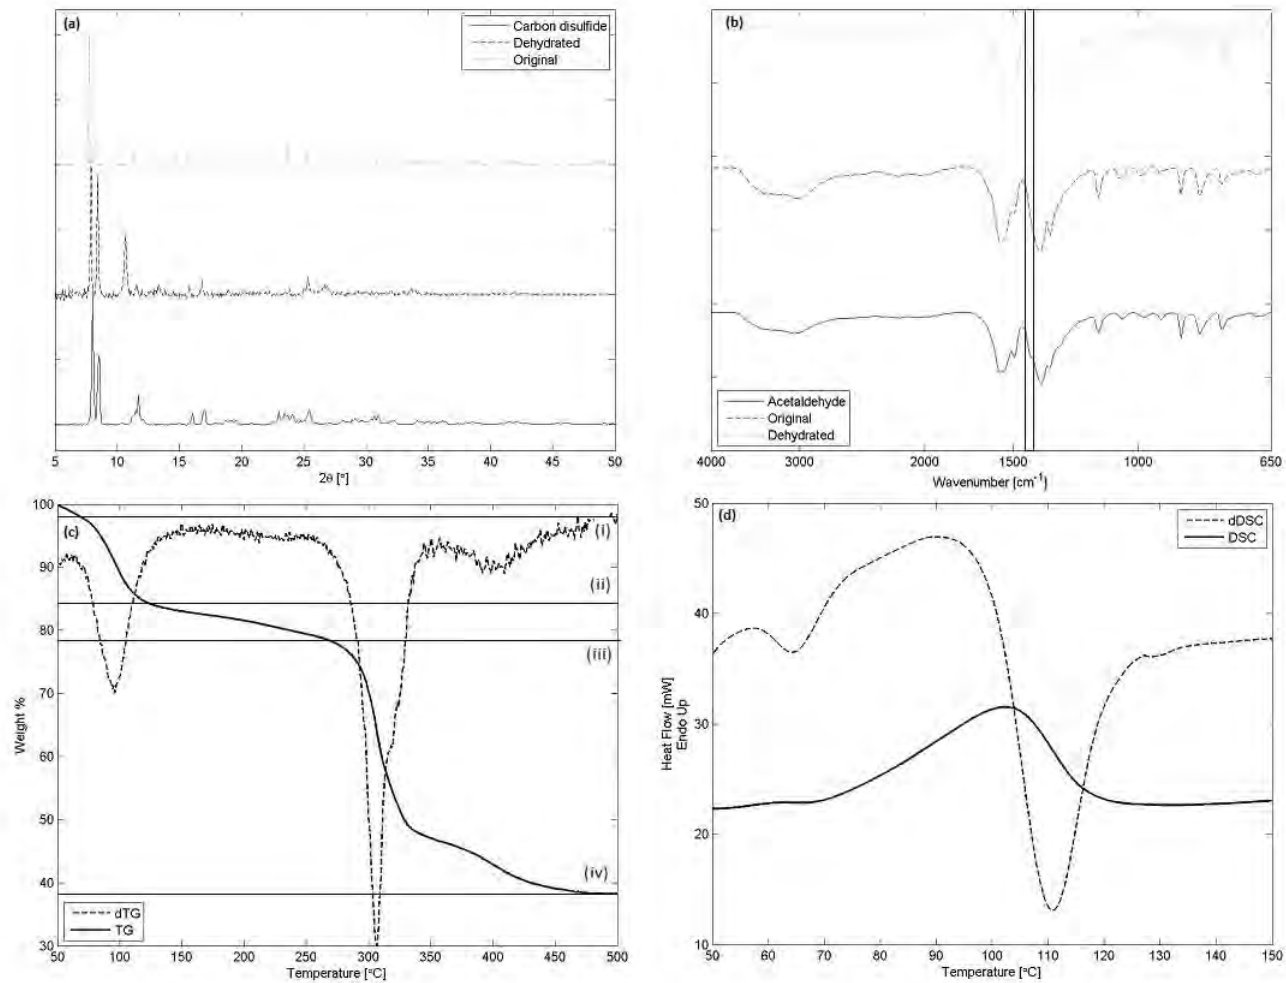 (a)
Carbon disulfide
Dehydrated
Original
5 10 15 20 25 30 35 40 45 50
2θ [°]
(b)
Acetaldehyde
Original
Dehydrated
4000 3000 2000 1500 1000 650
Wavenumber [cm⁻¹]
(c)
100
90
80
70
60
50
40
30
Weight %
(i)
(ii)
(iii)
(iv)
dTG
TG
50 100 150 200 250 300 350 400 450 500
Temperature [°C]
(d)
50
40
30
20
10
Heat Flow [mW]
Endo Up
dDSC
DSC
50 60 70 80 90 100 110 120 130 140 150
Temperature [°C]